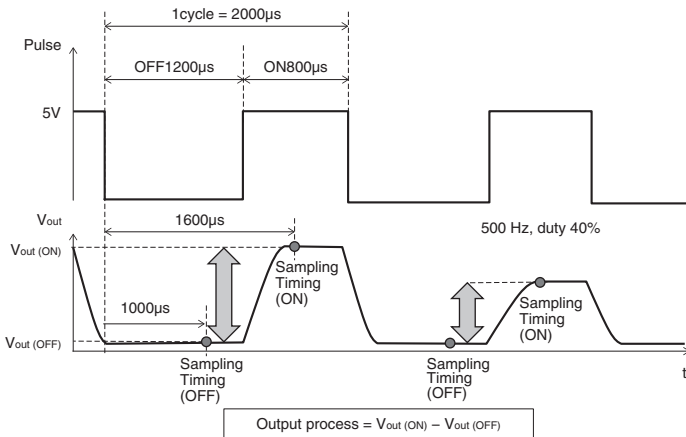 1cycle = 2000µs
Pulse
OFF1200µs
ON800µs
5V
Vout
1600µs
500 Hz, duty 40%
Vout (ON)
Sampling
Timing
(ON)
1000µs
Sampling
Timing
(ON)
Vout (OFF)
t
Sampling
Timing
(OFF)
Sampling
Timing
(OFF)
Output process = Vout (ON) − Vout (OFF)